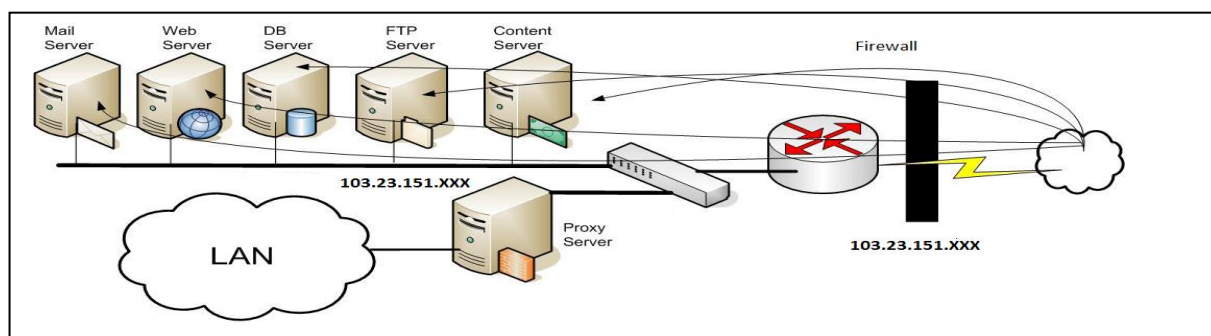 Mail
Server
Web
Server
DB
Server
FTP
Server
Content
Server
Firewall
103.23.151.XXX
Proxy
Server
103.23.151.XXX
LAN